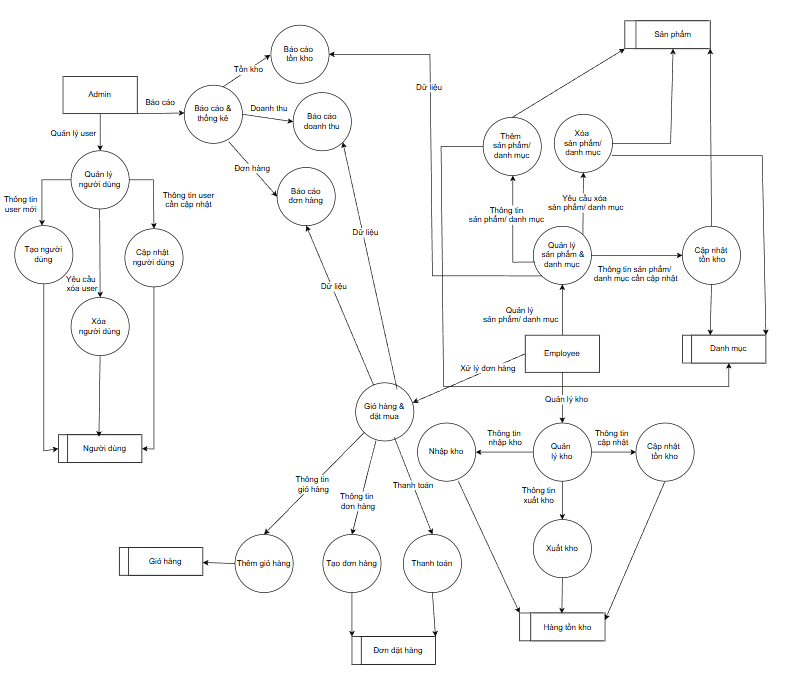 Sản phẩm
Báo cáo
tồn kho
Tồn kho
Dữ liệu
Admin
Báo cáo
Báo cáo &
thống kê
Doanh thu
Báo cáo
doanh thu
Thêm
sản phẩm/
danh mục
Xóa
sản phẩm/
danh mục
Quản lý user
Đơn hàng
Quản lý
người dùng
Báo cáo
đơn hàng
Thông tin
user mới
Thông tin user
cần cập nhật
Thông tin
sản phẩm/ danh mục
Yêu cầu xóa
sản phẩm/ danh mục
Dữ liệu
Tạo người
dùng
Cập nhật
người dùng
Quản lý
sản phẩm &
danh mục
Cập nhật
tồn kho
Thông tin sản phẩm/
danh mục cần cập nhật
Yêu cầu
xóa user
Dữ liệu
Xóa
người dùng
Quản lý
sản phẩm/ danh mục
Employee
Danh mục
Xử lý đơn hàng
Quản lý kho
Giỏ hàng &
đặt mua
Người dùng
Nhập kho
Thông tin
nhập kho
Quản
lý kho
Thông tin
cập nhật
Cập nhật
tồn kho
Thông tin
giỏ hàng
Thông tin
đơn hàng
Thanh toán
Thông tin
xuất kho
Xuất kho
Giỏ hàng
Thêm giỏ hàng
Tạo đơn hàng
Thanh toán
Hàng tồn kho
Đơn đặt hàng